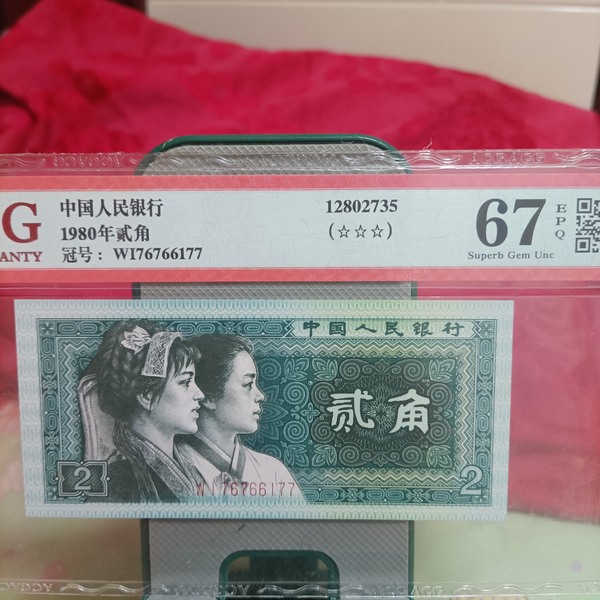 G
ANTY
中国人民银行
1980年贰角
冠号： WI76766177
12802735
(☆☆☆)
67
EPQ
Superb Gem Unc
中国人民银行
贰角
WI76766177
2
2